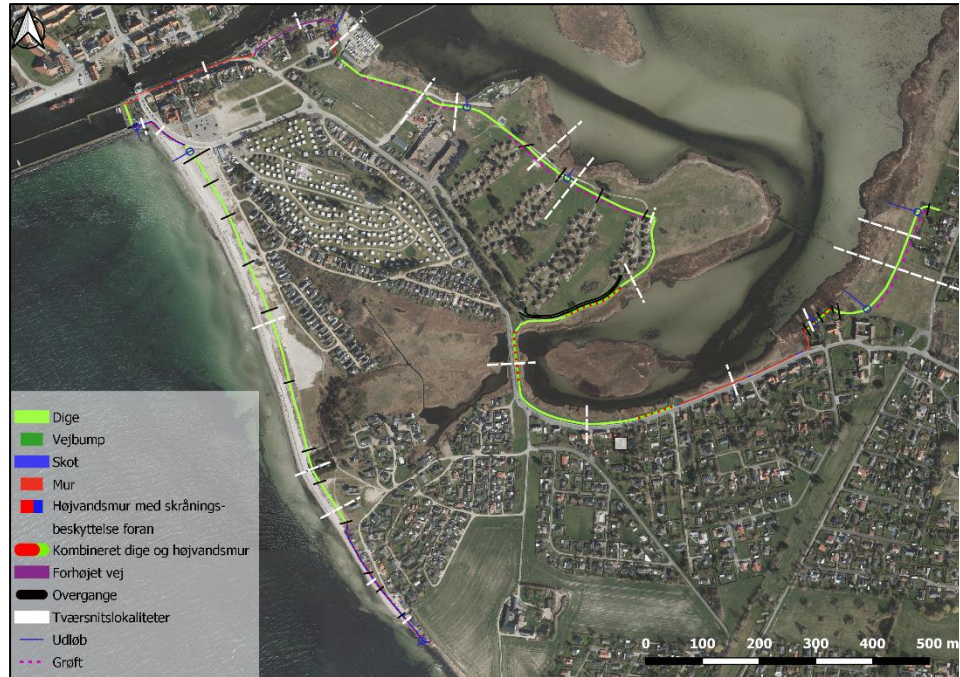 Dige
Vejbump
Skot
Mur
Højvandsmur med skrånings-
beskyttelse foran
Kombineret dige og højvandsmur
Forhøjet vej
Overgange
Tværsnitslokaliteter
Udløb
Grøft
0 100 200 300 400 500 m